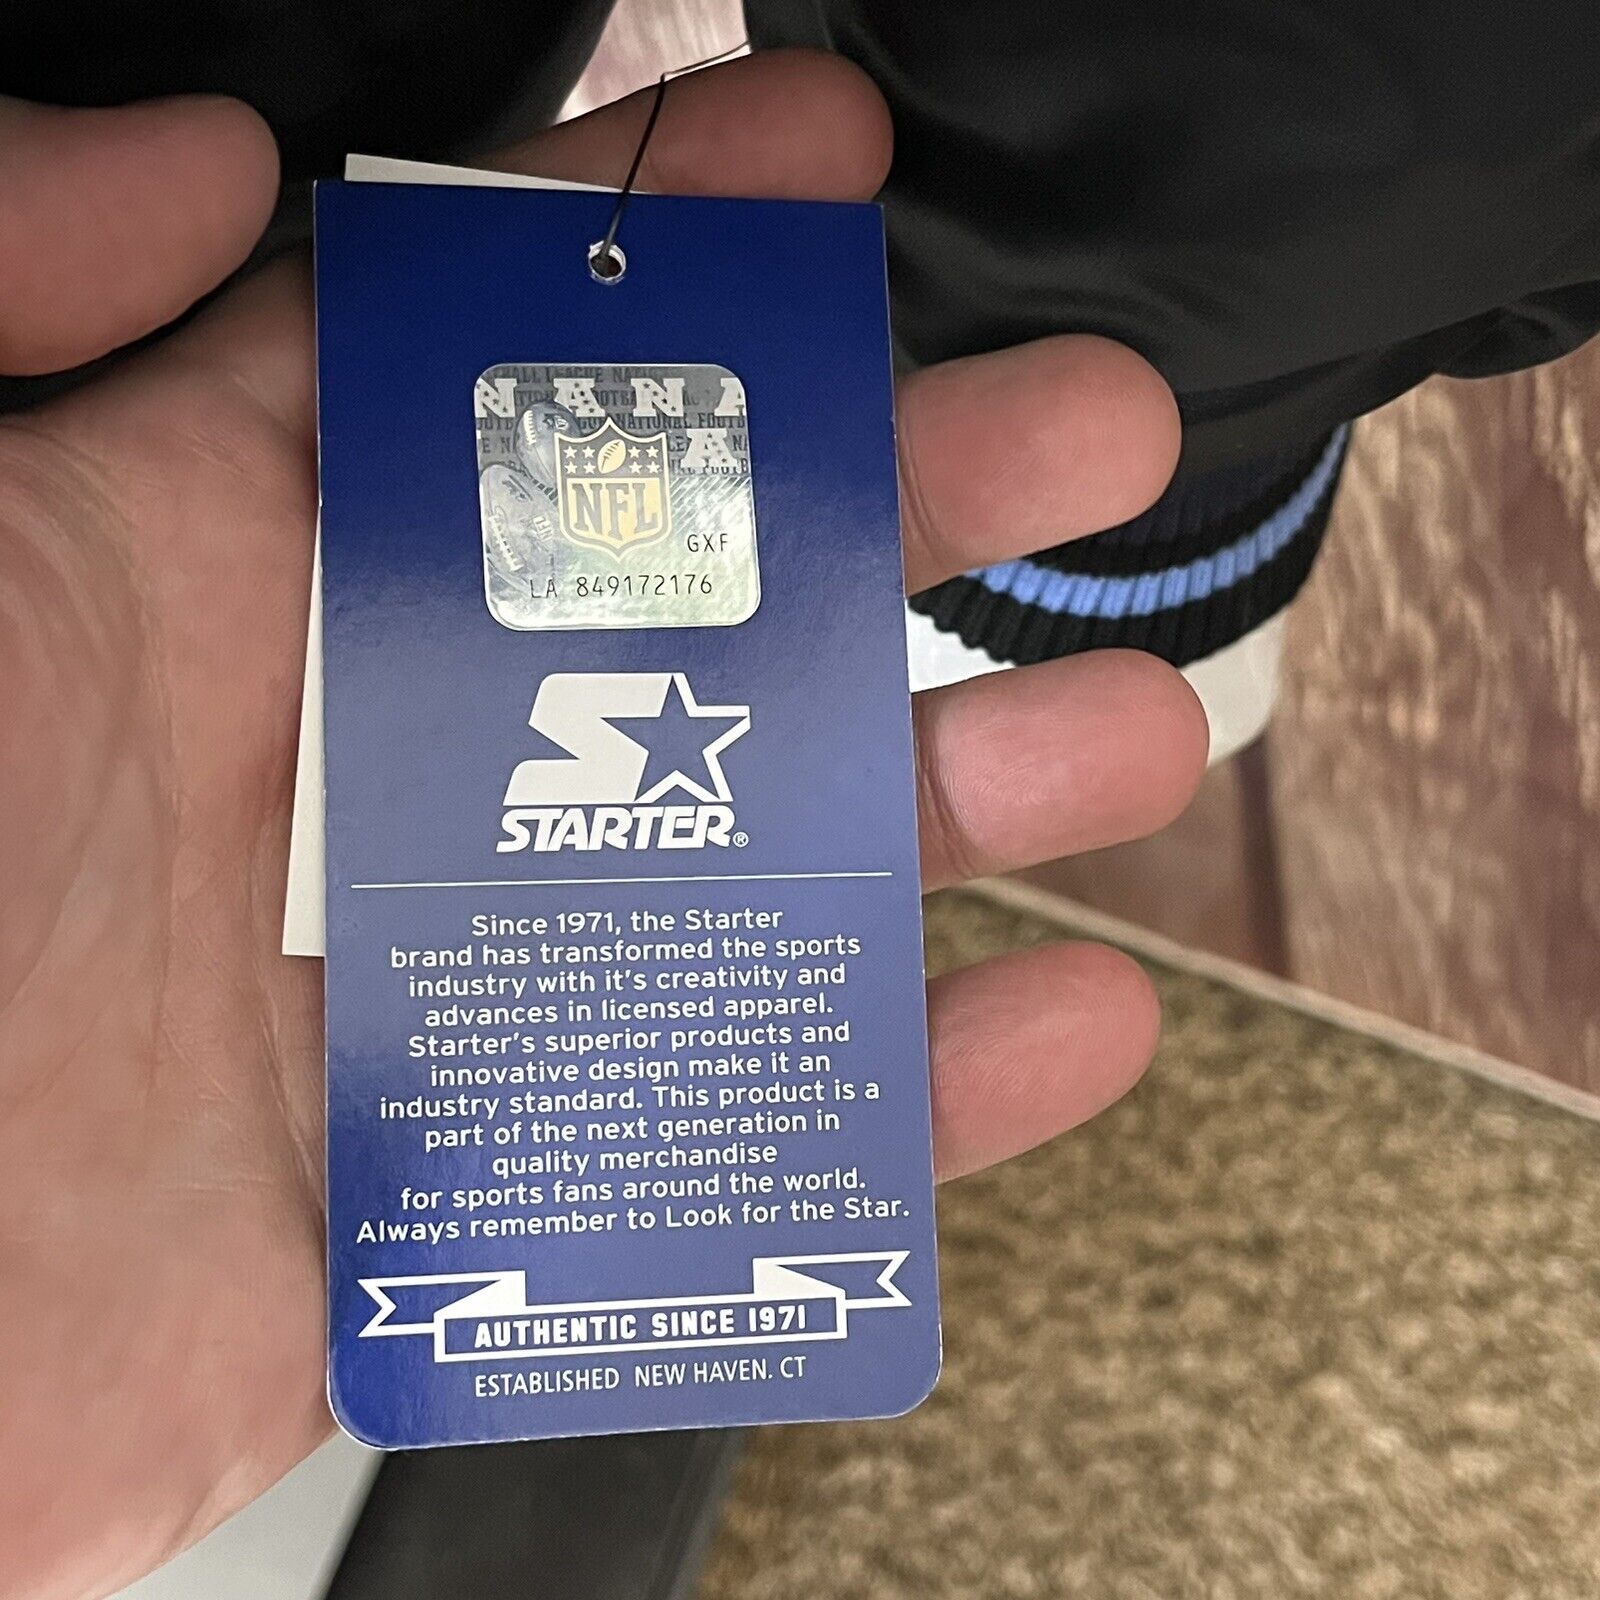 N A N A
NFL
GXF
LA 849172176
STARTER®
Since 1971, the Starter
brand has transformed the sports
industry with it's creativity and
advances in licensed apparel.
Starter's superior products and
innovative design make it an
industry standard. This product is a
part of the next generation in
quality merchandise
for sports fans around the world.
Always remember to Look for the Star.
AUTHENTIC SINCE 1971
ESTABLISHED NEW HAVEN. CT